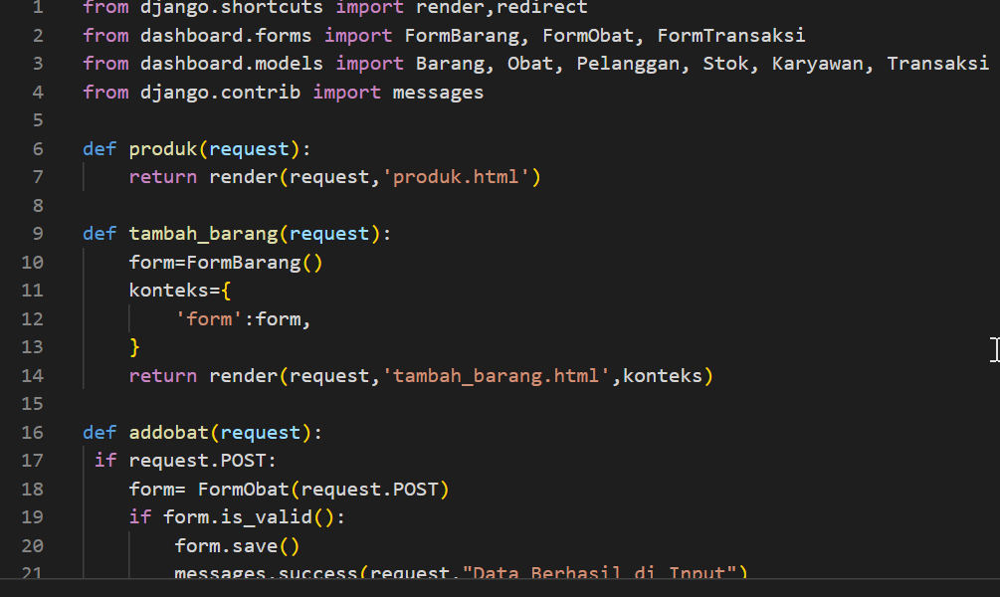 1 from django.shortcuts import render,redirect
2 from dashboard.forms import FormBarang, FormObat, FormTransaksi
3 from dashboard.models import Barang, Obat, Pelanggan, Stok, Karyawan, Transaksi
4 from django.contrib import messages
5
6 def produk(request):
7     return render(request,'produk.html')
8
9 def tambah_barang(request):
10     form=FormBarang()
11     konteks={
12         'form':form,
13     }
14     return render(request,'tambah_barang.html',konteks)
15
16 def addobat(request):
17  if request.POST:
18     form= FormObat(request.POST)
19     if form.is_valid():
20         form.save()
21         messages.success(request,"Data Berhasil di Input")